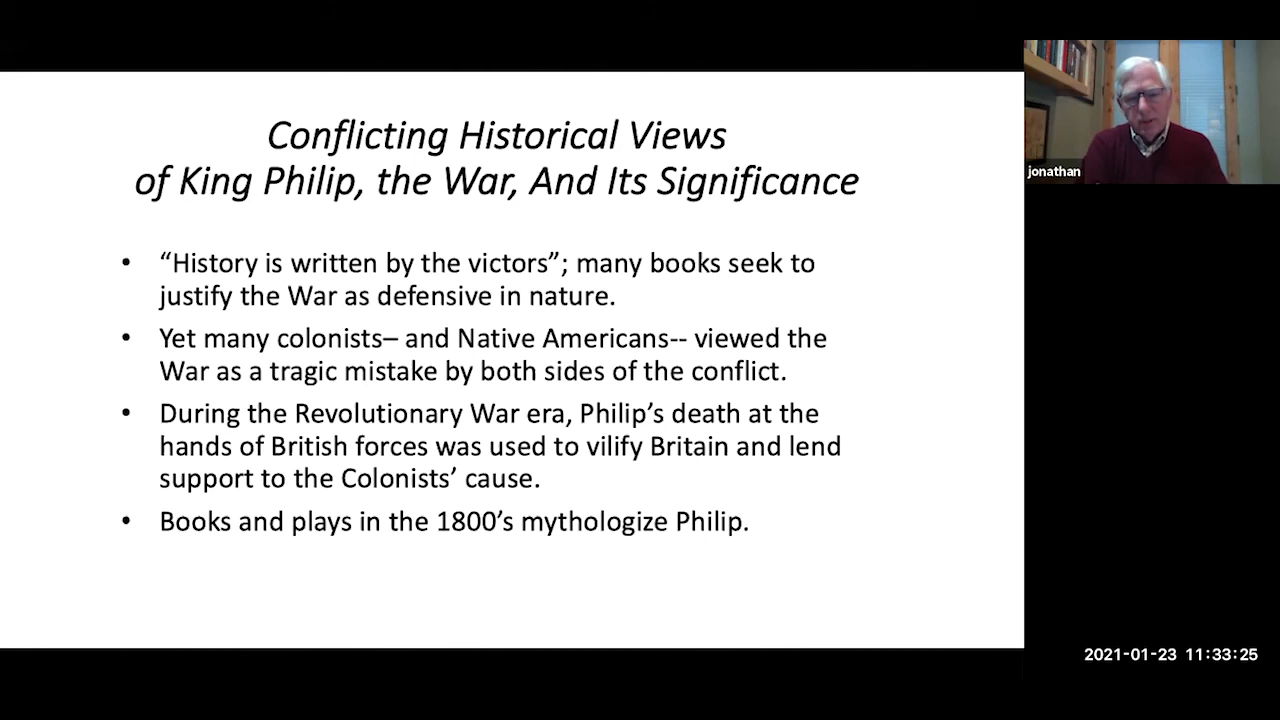 Conflicting Historical Views
of King Philip, the War, And Its Significance
• “History is written by the victors”; many books seek to
justify the War as defensive in nature.
• Yet many colonists– and Native Americans-- viewed the
War as a tragic mistake by both sides of the conflict.
• During the Revolutionary War era, Philip’s death at the
hands of British forces was used to vilify Britain and lend
support to the Colonists’ cause.
• Books and plays in the 1800’s mythologize Philip.
jonathan
2021-01-23 11:33:25